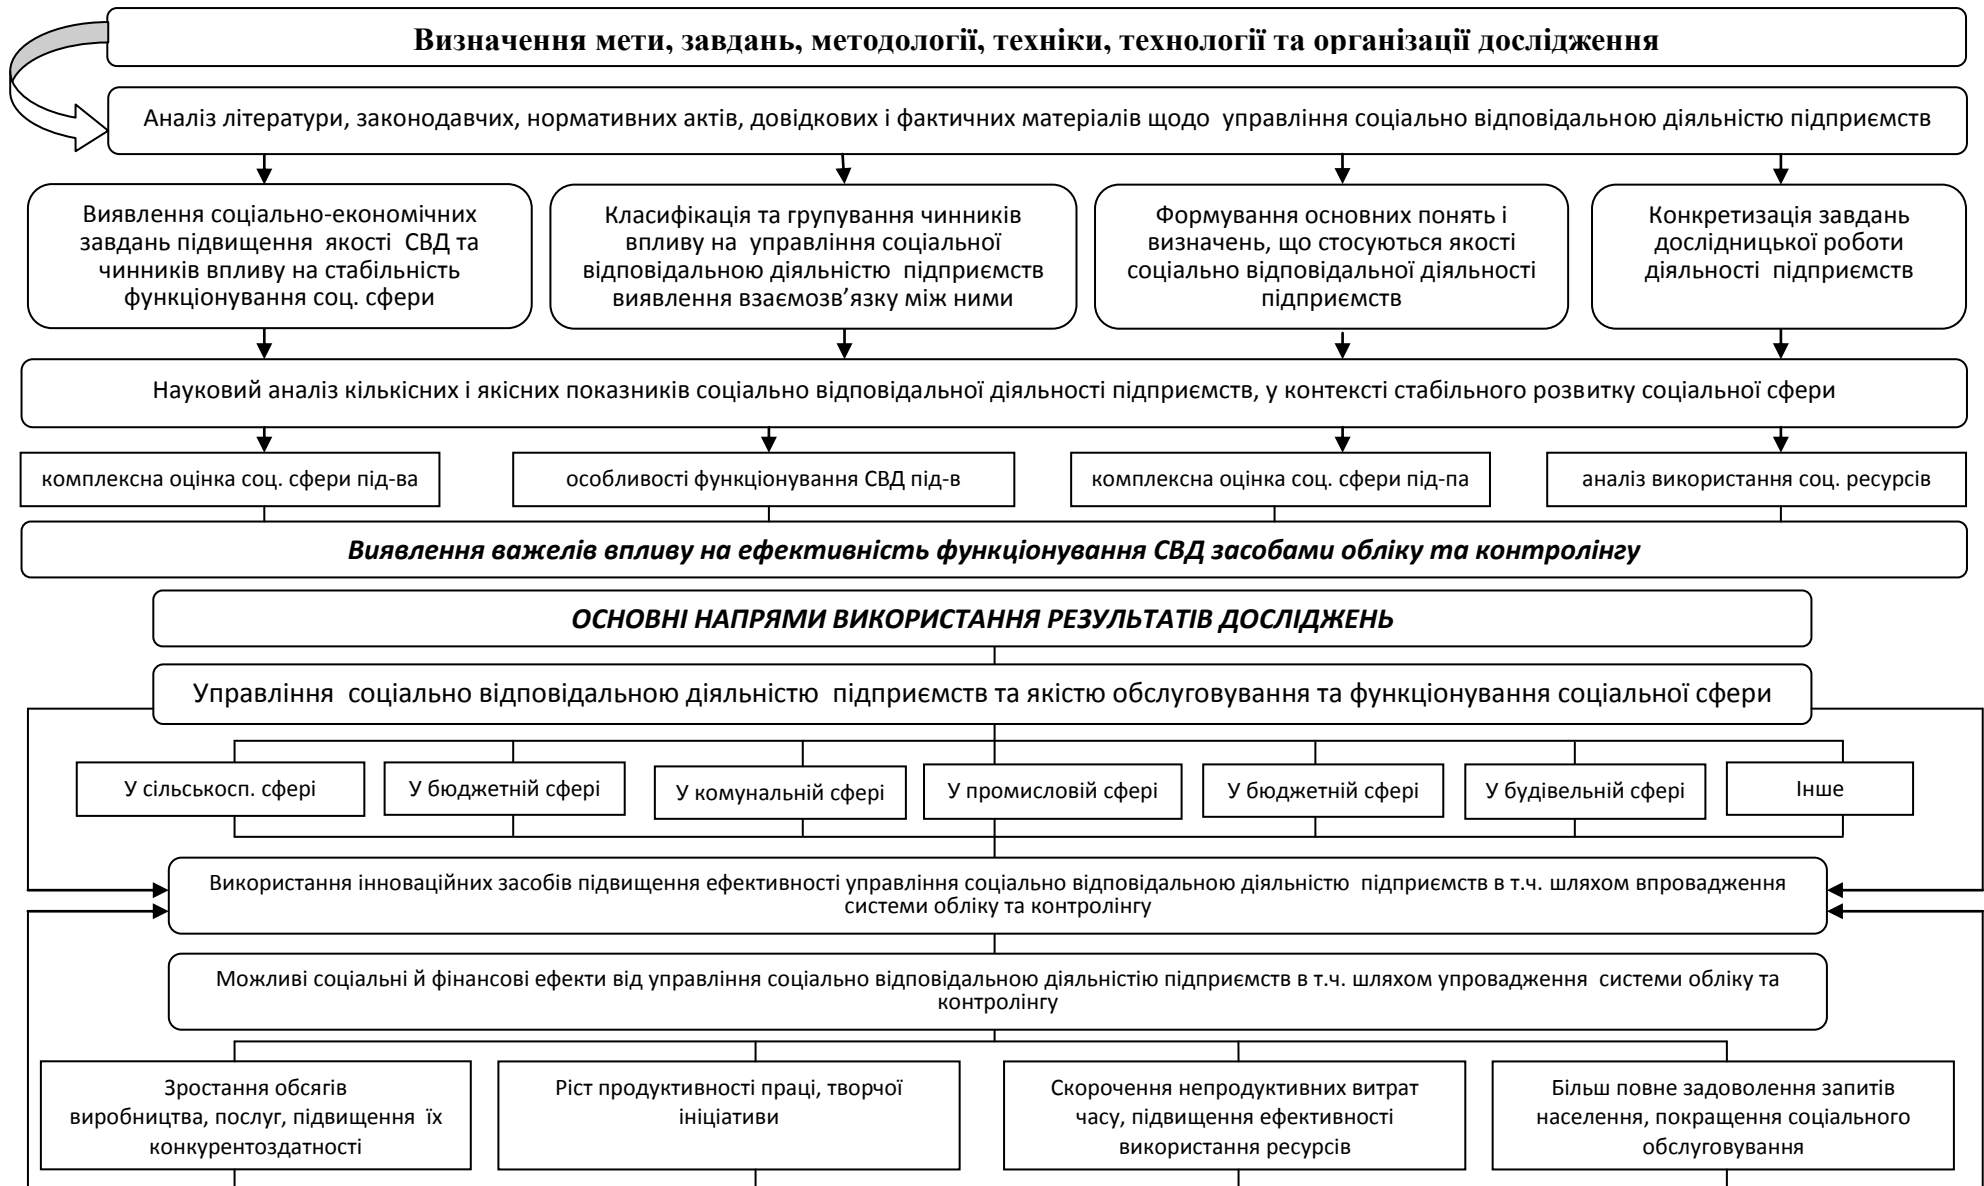 Визначення мети, завдань, методології, техніки, технології та організації дослідження
Аналіз літератури, законодавчих, нормативних актів, довідкових і фактичних матеріалів щодо управління соціально відповідальною діяльністю підприємств
Виявлення соціально-економічних
завдань підвищення якості СВД та
чинників впливу на стабільність
функціонування соц. сфери
Класифікація та групування чинників
впливу на управління соціальної
відповідальною діяльністю підприємств
виявлення взаємозв’язку між ними
Формування основних понять і
визначень, що стосуються якості
соціально відповідальної діяльності
підприємств
Конкретизація завдань
дослідницької роботи
діяльності підприємств
Науковий аналіз кількісних і якісних показників соціально відповідальної діяльності підприємств, у контексті стабільного розвитку соціальної сфери
комплексна оцінка соц. сфери під-ва
особливості функціонування СВД під-в
комплексна оцінка соц. сфери під-па
аналіз використання соц. ресурсів
Виявлення важелів впливу на ефективність функціонування СВД засобами обліку та контролінгу
ОСНОВНІ НАПРЯМИ ВИКОРИСТАННЯ РЕЗУЛЬТАТІВ ДОСЛІДЖЕНЬ
Управління соціально відповідальною діяльністю підприємств та якістю обслуговування та функціонування соціальної сфери
У сільськосп. сфері
У бюджетній сфері
У комунальній сфері
У промисловій сфері
У бюджетній сфері
У будівельній сфері
Інше
Використання інноваційних засобів підвищення ефективності управління соціально відповідальною діяльністю підприємств в т.ч. шляхом впровадження
системи обліку та контролінгу
Можливі соціальні й фінансові ефекти від управління соціально відповідальною діяльністію підприємств в т.ч. шляхом упровадження системи обліку та
контролінгу
Зростання обсягів
виробництва, послуг, підвищення їх
конкурентоздатності
Ріст продуктивності праці, творчої
ініціативи
Скорочення непродуктивних витрат
часу, підвищення ефективності
використання ресурсів
Більш повне задоволення запитів
населення, покращення соціального
обслуговування